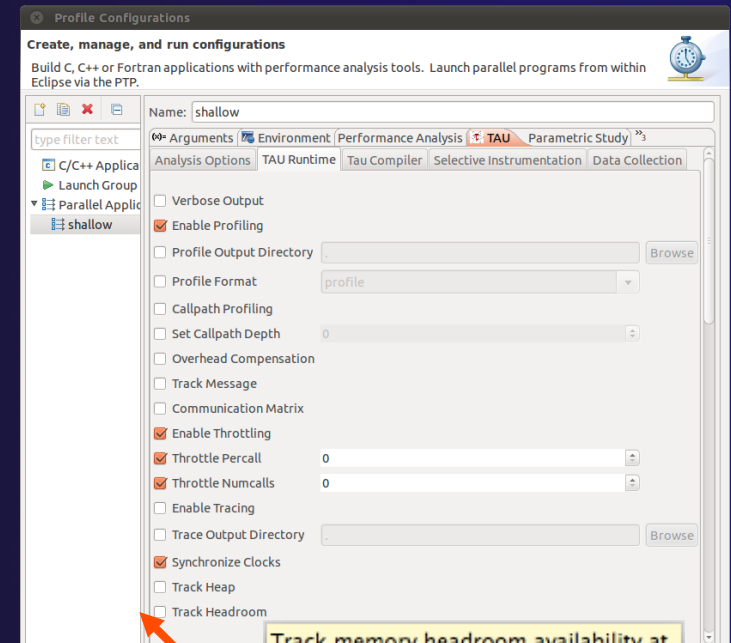 Profile Configurations
Create, manage, and run configurations
Build C, C++ or Fortran applications with performance analysis tools. Launch parallel programs from within
Eclipse via the PTP.
Name: shallow
type filter text
C/C++ Applica
Launch Group
Parallel Applic
shallow
(x)= Arguments Environment Performance Analysis TAU Parametric Study »3
Analysis Options TAU Runtime Tau Compiler Selective Instrumentation Data Collection
Verbose Output
Enable Profiling
Profile Output Directory . Browse
Profile Format profile
Callpath Profiling
Set Callpath Depth 0
Overhead Compensation
Track Message
Communication Matrix
Enable Throttling
Throttle Percall 0
Throttle Numcalls 0
Enable Tracing
Trace Output Directory . Browse
Synchronize Clocks
Track Heap
Track Headroom
Track memory headroom availability at